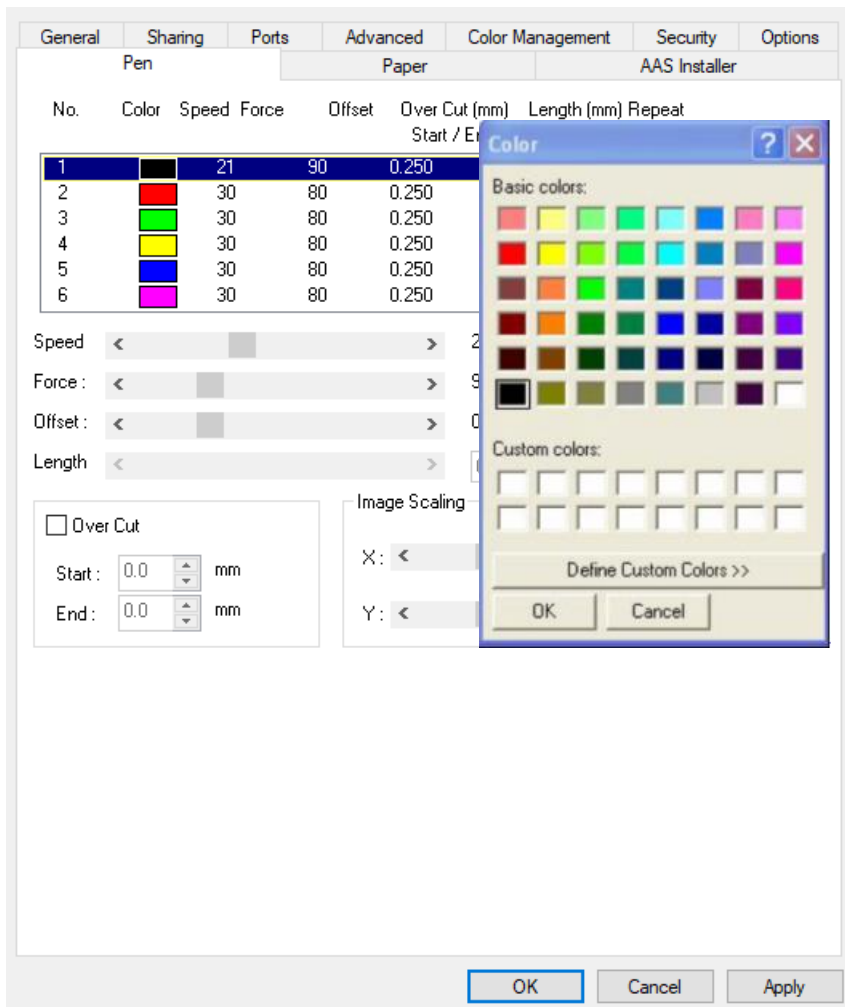 General Sharing Ports Advanced Color Management Security Options
Pen Paper AAS Installer
No. Color Speed Force Offset Over Cut (mm) Length (mm) Repeat
Start /
1 21 90 0.250
2 30 80 0.250
3 30 80 0.250
4 30 80 0.250
5 30 80 0.250
6 30 80 0.250
Speed
Force :
Offset :
Length
Over Cut
Start : 0.0 mm
End : 0.0 mm
Image Scaling
X :
Y :
Color
Basic colors:
Custom colors:
Define Custom Colors >>
OK Cancel
OK Cancel Apply